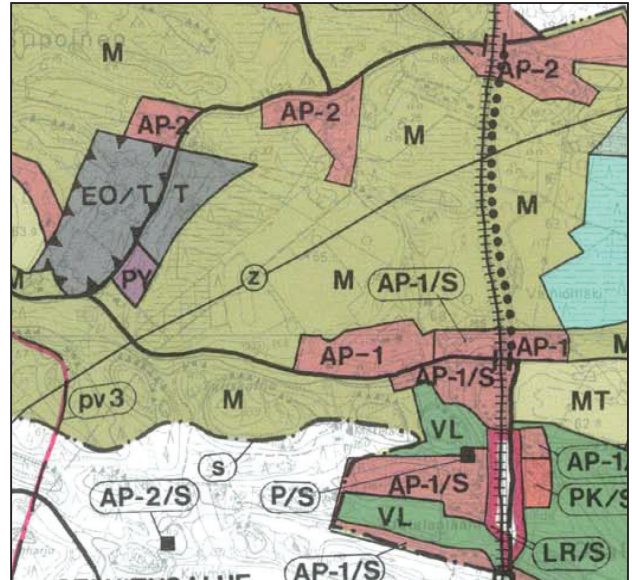 M
AP-2
AP-2
AP-2
M
EO/T
T
M
PY
Z
M
AP-1/S
M
AP-1
AP-1
M
AP-1/S
pv3
M
MT
VL
S
AP-1/S
AP-2/S
P/S
AP-1/
PK/S
VL
LR/S
AP-1/S